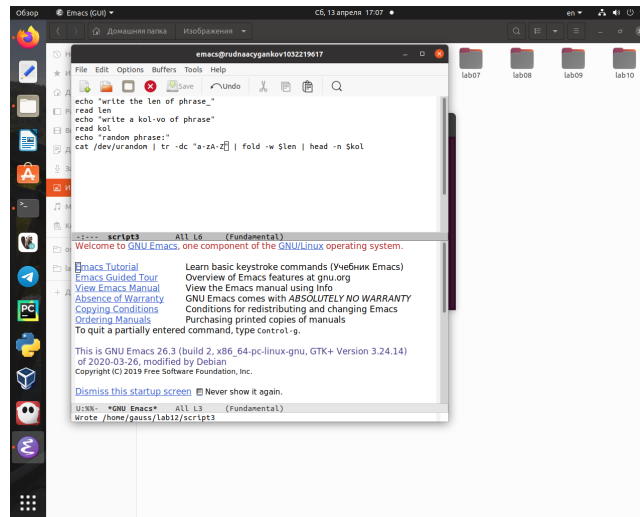 Обзор Emacs (GUI) Сб, 13 апреля 17:07 en
Домашняя папка Изображения
emacs@rudnaacygankov1032219617
File Edit Options Buffers Tools Help
Save Undo
echo "write the len of phrase_"
read len
echo "write a kol-vo of phrase"
read kol
echo "random phrase:"
cat /dev/urandom | tr -dc "a-zA-Z" | fold -w $len | head -n $kol
-:--- script3 All L6 (Fundamental)
Welcome to GNU Emacs, one component of the GNU/Linux operating system.
Emacs Tutorial Learn basic keystroke commands (Учебник Emacs)
Emacs Guided Tour Overview of Emacs features at gnu.org
View Emacs Manual View the Emacs manual using Info
Absence of Warranty GNU Emacs comes with ABSOLUTELY NO WARRANTY
Copying Conditions Conditions for redistributing and changing Emacs
Ordering Manuals Purchasing printed copies of manuals
To quit a partially entered command, type Control-g.
This is GNU Emacs 26.3 (build 2, x86_64-pc-linux-gnu, GTK+ Version 3.24.14)
of 2020-03-26, modified by Debian
Copyright (C) 2019 Free Software Foundation, Inc.
Dismiss this startup screen Never show it again.
U:%%- *GNU Emacs* All L3 (Fundamental)
Wrote /home/gauss/lab12/script3
lab07 lab08 lab09 lab10